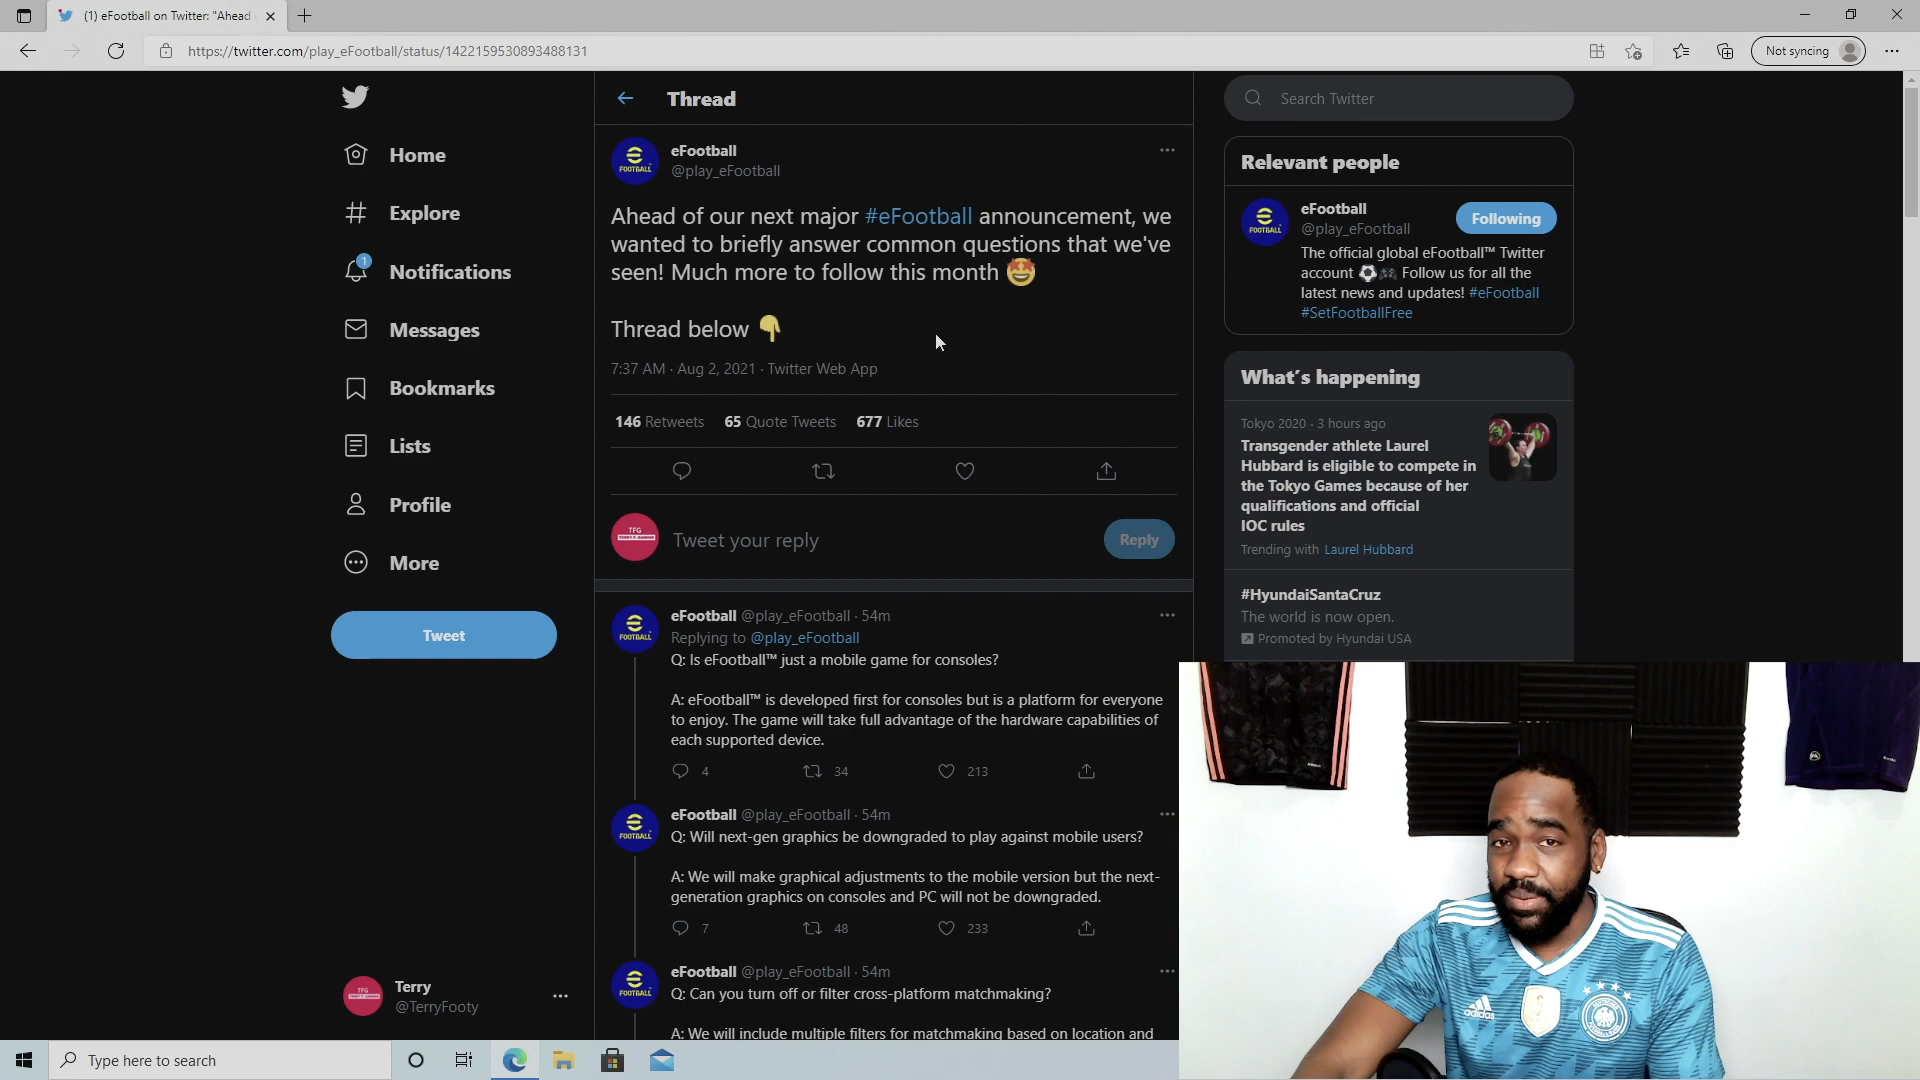 (1) eFootball on Twitter: "Ahead
https://twitter.com/play_eFootball/status/1422159530893488131
Not syncing
Home
Explore
1
Notifications
Messages
Bookmarks
Lists
Profile
More
Tweet
Terry
@TerryFooty
Thread
eFootball
@play_eFootball
Ahead of our next major #eFootball announcement, we
wanted to briefly answer common questions that we've
seen! Much more to follow this month 🤩
Thread below 👇
7:37 AM · Aug 2, 2021 · Twitter Web App
146 Retweets 65 Quote Tweets 677 Likes
TFG
Tweet your reply
Reply
eFootball @play_eFootball · 54m
Replying to @play_eFootball
Q: Is eFootball™ just a mobile game for consoles?
A: eFootball™ is developed first for consoles but is a platform for everyone
to enjoy. The game will take full advantage of the hardware capabilities of
each supported device.
4 34 213
eFootball @play_eFootball · 54m
Q: Will next-gen graphics be downgraded to play against mobile users?
A: We will make graphical adjustments to the mobile version but the next-
generation graphics on consoles and PC will not be downgraded.
7 48 233
eFootball @play_eFootball · 54m
Q: Can you turn off or filter cross-platform matchmaking?
A: We will include multiple filters for matchmaking based on location and
Search Twitter
Relevant people
eFootball
@play_eFootball
Following
The official global eFootball™ Twitter
account ⚽🎮 Follow us for all the
latest news and updates! #eFootball
#SetFootballFree
What's happening
Tokyo 2020 · 3 hours ago
Transgender athlete Laurel
Hubbard is eligible to compete in
the Tokyo Games because of her
qualifications and official
IOC rules
Trending with Laurel Hubbard
#HyundaiSantaCruz
The world is now open.
Promoted by Hyundai USA
adidas
Type here to search